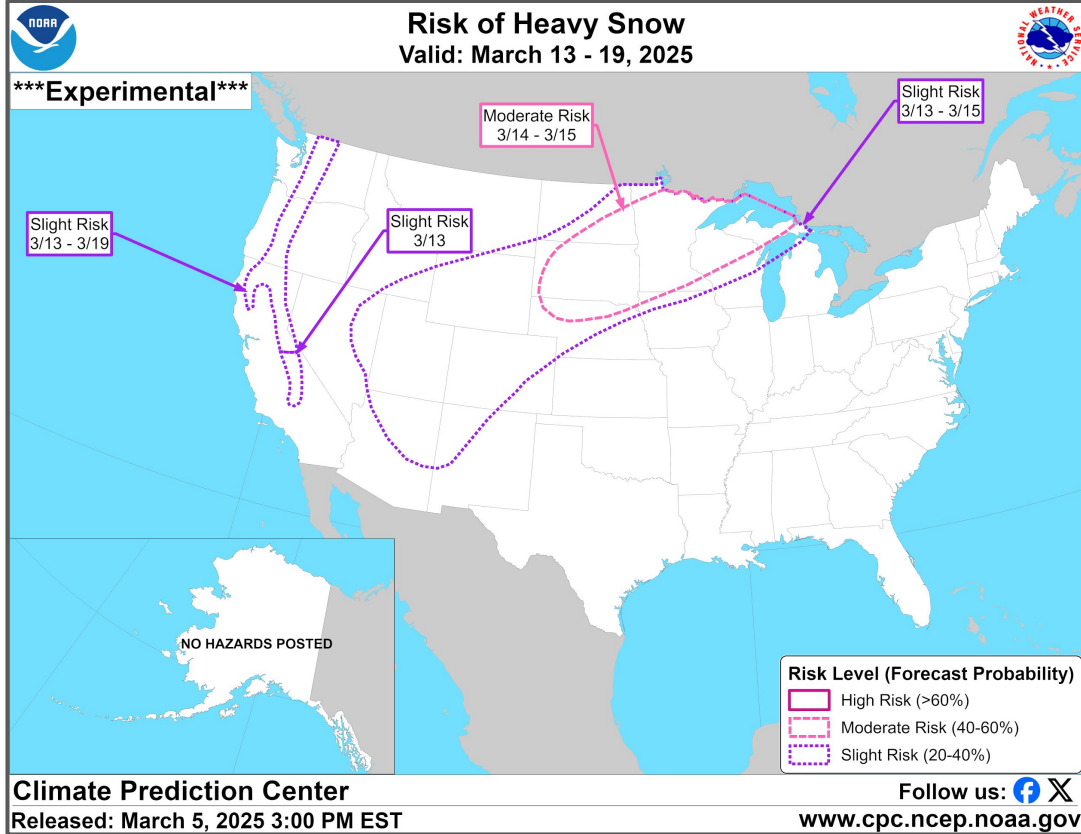 NOAA
Risk of Heavy Snow
Valid: March 13 - 19, 2025
NATIONAL WEATHER SERVICE
***Experimental***
Moderate Risk
3/14 - 3/15
Slight Risk
3/13 - 3/15
Slight Risk
3/13 - 3/19
Slight Risk
3/13
NO HAZARDS POSTED
Risk Level (Forecast Probability)
High Risk (>60%)
Moderate Risk (40-60%)
Slight Risk (20-40%)
Climate Prediction Center
Follow us:
Released: March 5, 2025 3:00 PM EST
www.cpc.ncep.noaa.gov